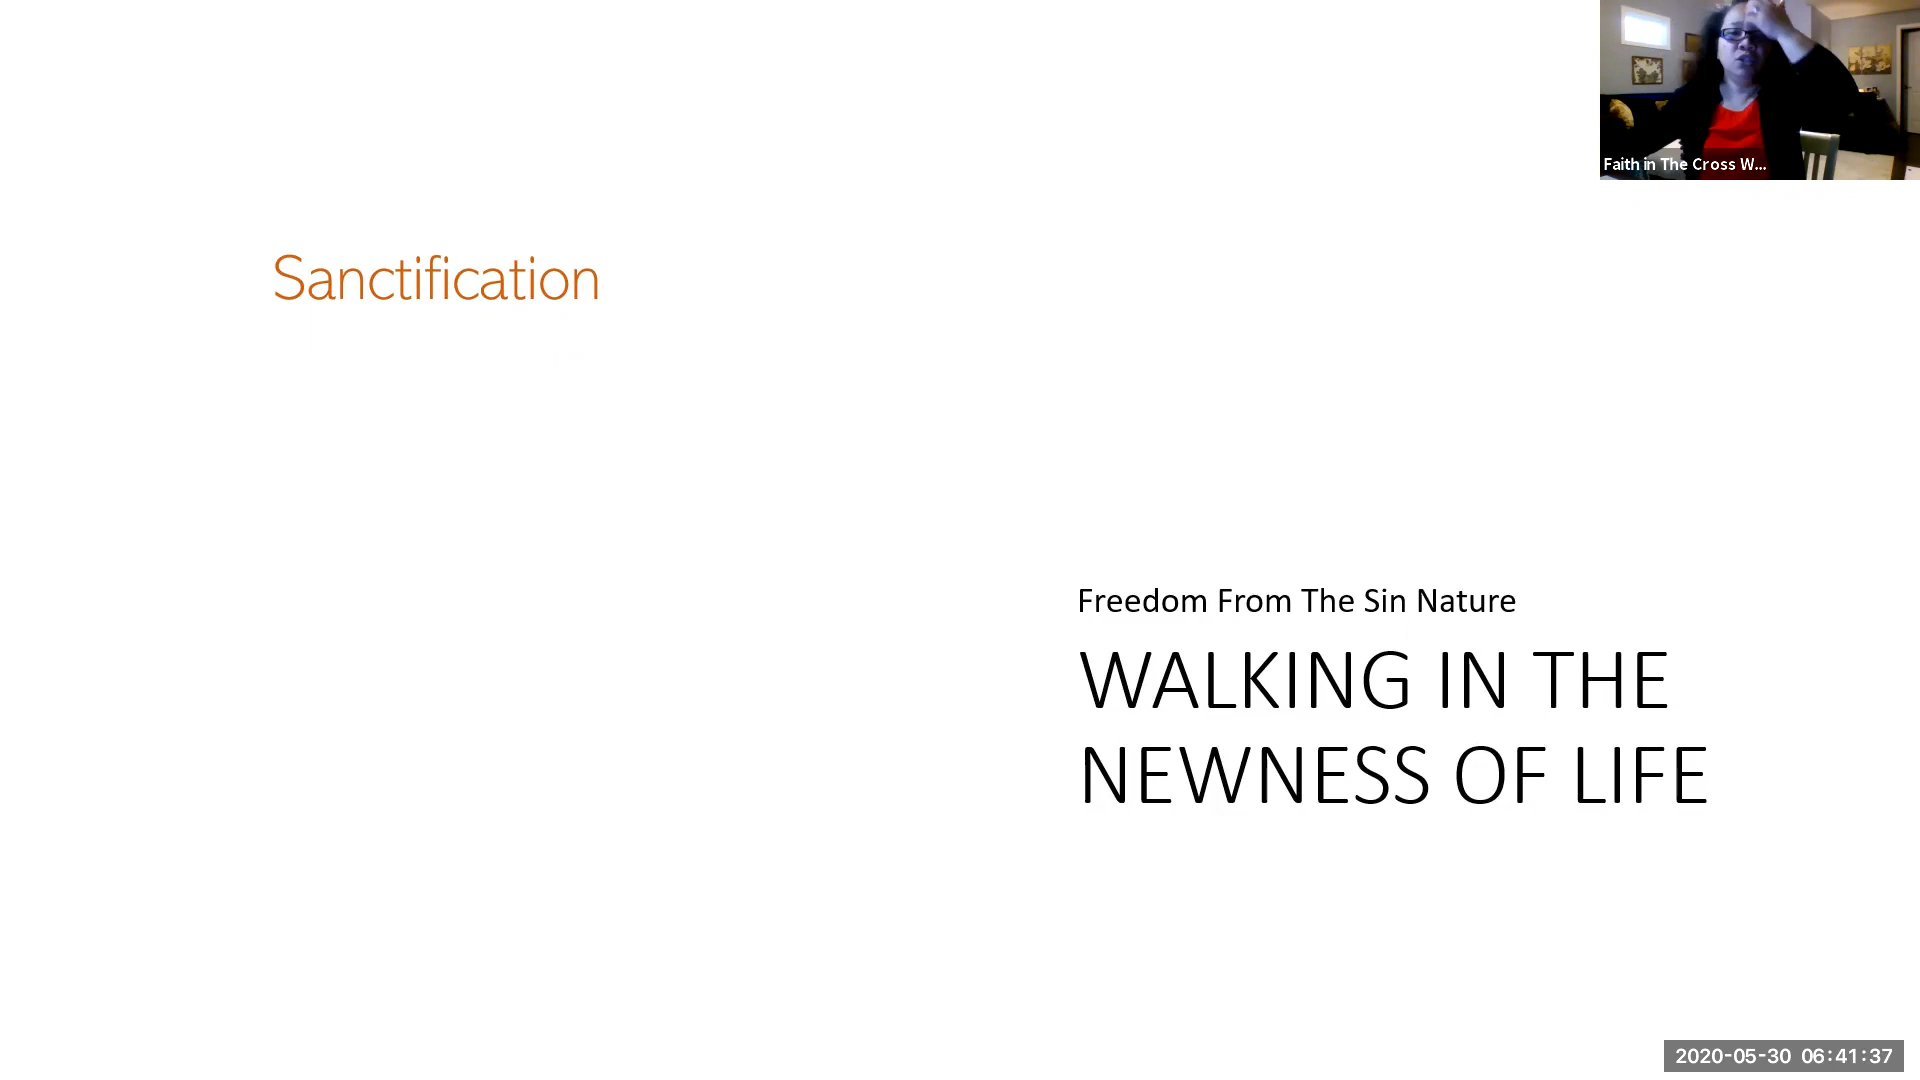 Faith in The Cross W...
Sanctification
Freedom From The Sin Nature
WALKING IN THE
NEWNESS OF LIFE
2020-05-30 06:41:37